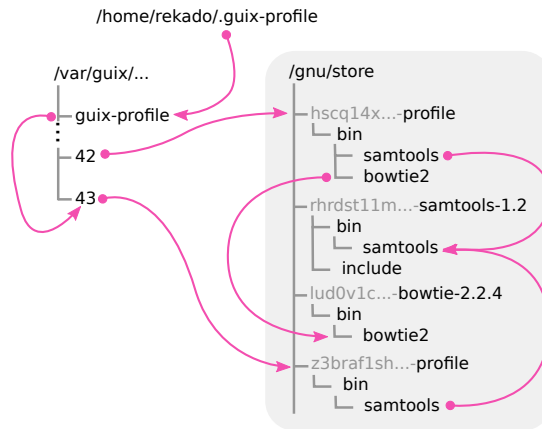 /home/rekado/.guix-profile
/var/guix/...
guix-profile
42
43
/gnu/store
hscq14x...-profile
bin
samtools
bowtie2
rhrdst11m...-samtools-1.2
bin
samtools
include
lud0v1c...-bowtie-2.2.4
bin
bowtie2
z3braf1sh...-profile
bin
samtools